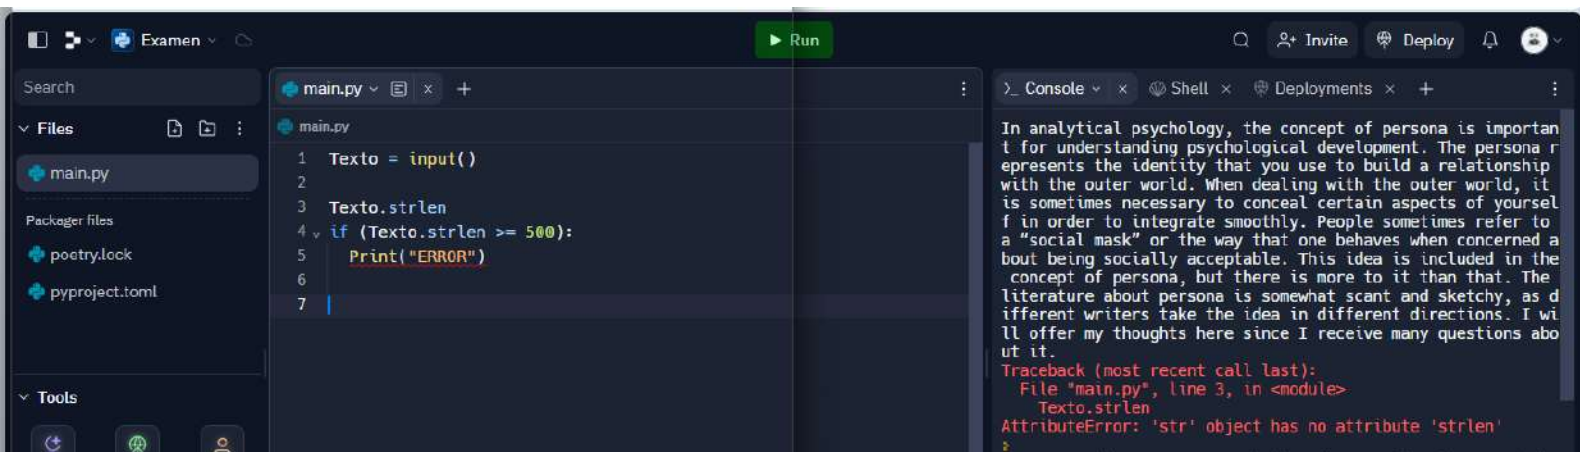 Examen
Run
Invite
Deploy
Search
main.py
Console
Shell
Deployments
Files
main.py
main.py
Packager files
poetry.lock
pyproject.toml
Tools
1 Texto = input()
2
3 Texto.strlen
4 if (Texto.strlen >= 500):
5 Print("ERROR")
6
7
In analytical psychology, the concept of persona is importan
t for understanding psychological development. The persona r
epresents the identity that you use to build a relationship
with the outer world. When dealing with the outer world, it
is sometimes necessary to conceal certain aspects of yoursel
f in order to integrate smoothly. People sometimes refer to
a “social mask” or the way that one behaves when concerned a
bout being socially acceptable. This idea is included in the
concept of persona, but there is more to it than that. The
literature about persona is somewhat scant and sketchy, as d
ifferent writers take the idea in different directions. I wi
ll offer my thoughts here since I receive many questions abo
ut it.
Traceback (most recent call last):
File "main.py", line 3, in <module>
Texto.strlen
AttributeError: 'str' object has no attribute 'strlen'